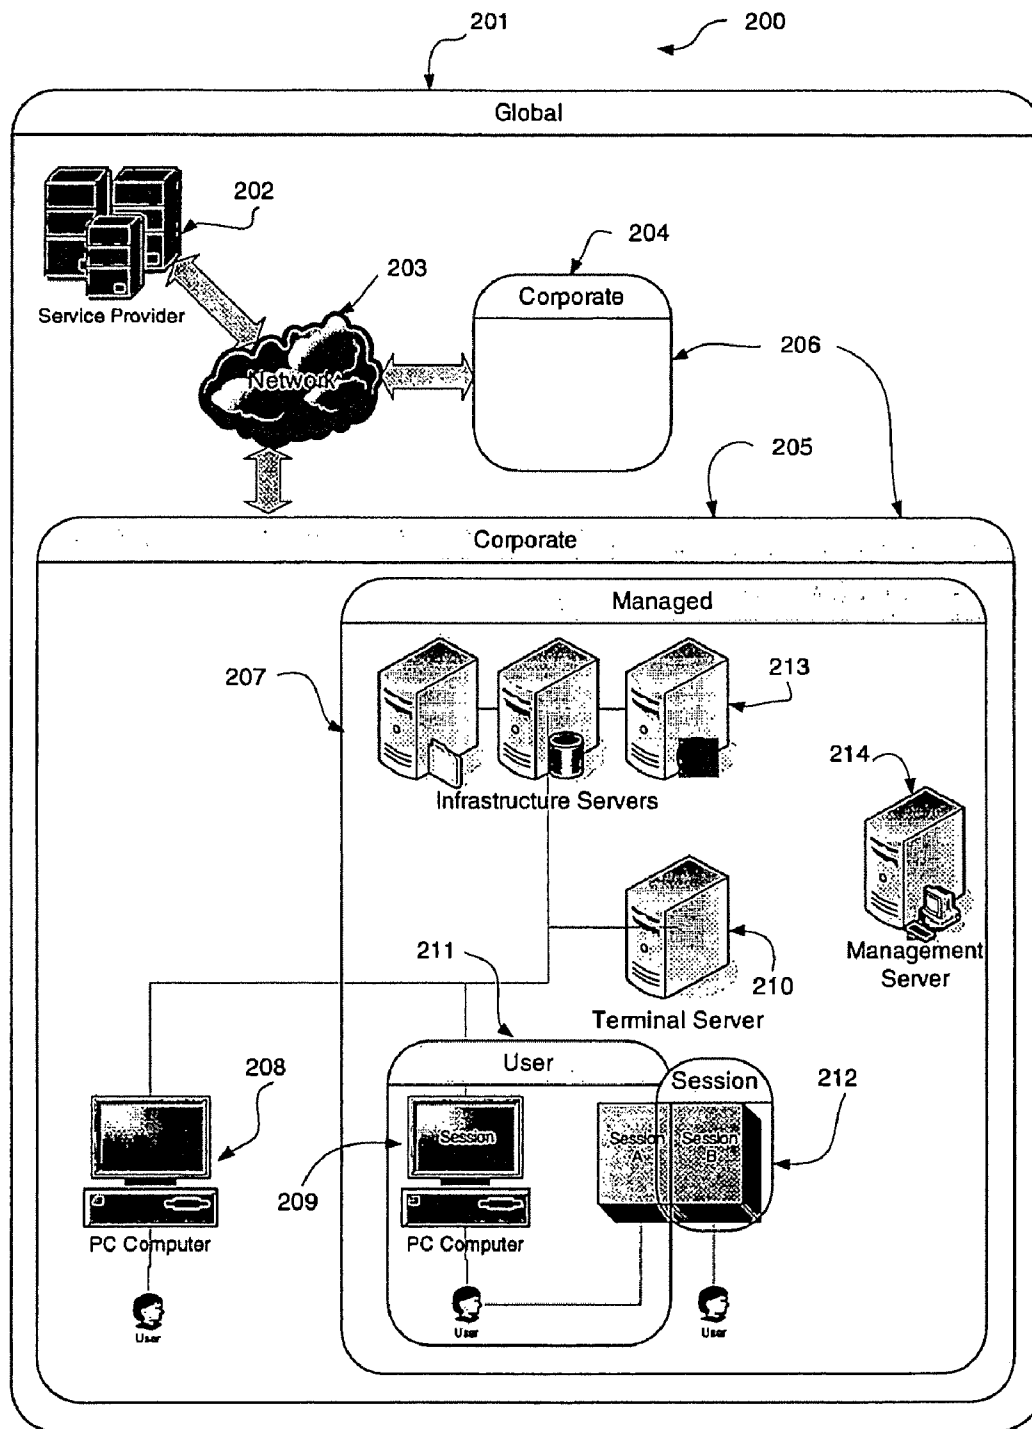 201
200
Global
202
Service Provider
203
Network
204
Corporate
206
205
Corporate
Managed
207
213
Infrastructure Servers
214
Management
Server
210
Terminal Server
211
User
Session
208
212
Session
Session
A
Session
B
209
PC Computer
PC Computer
User
User
User